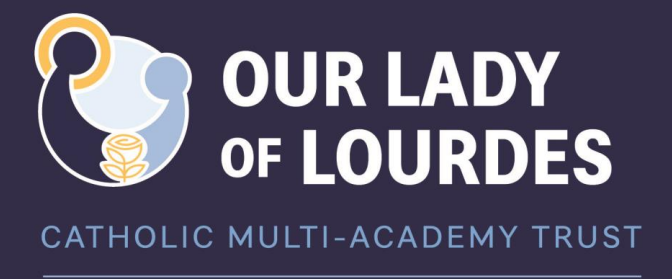 OUR LADY
OF LOURDES
CATHOLIC MULTI-ACADEMY TRUST